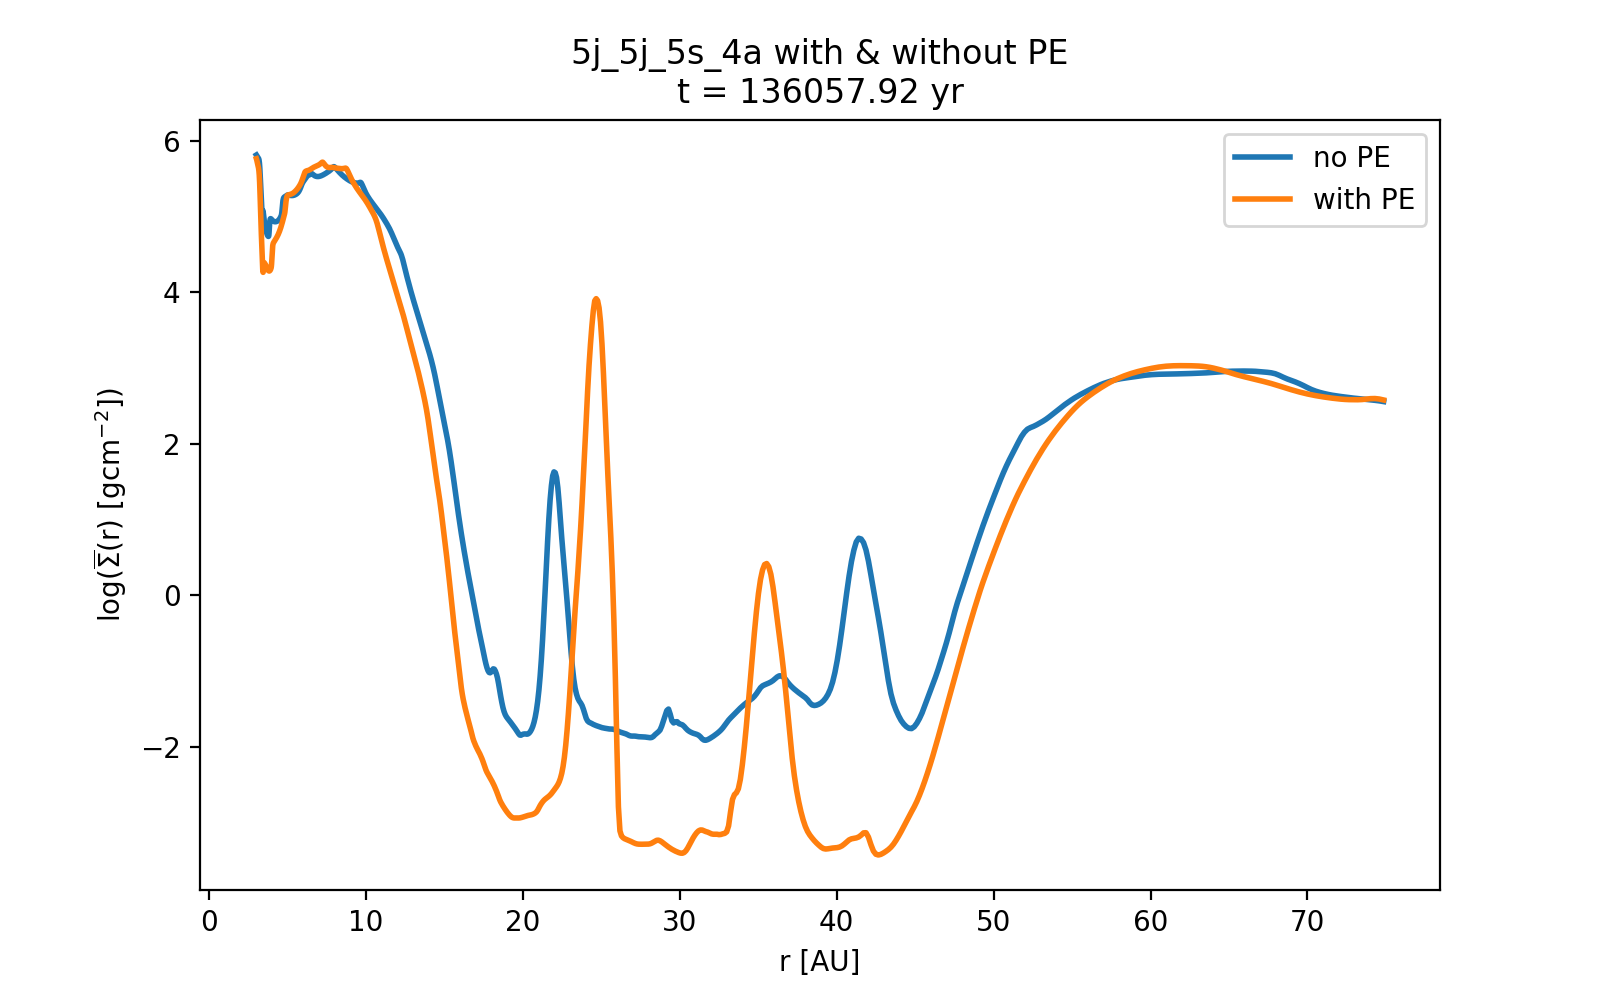 5j_5j_5s_4a with & without PE
t = 136057.92 yr
no PE
with PE
6
4
2
0
−2
log(Σ̅(r) [gcm⁻²])
0 10 20 30 40 50 60 70
r [AU]